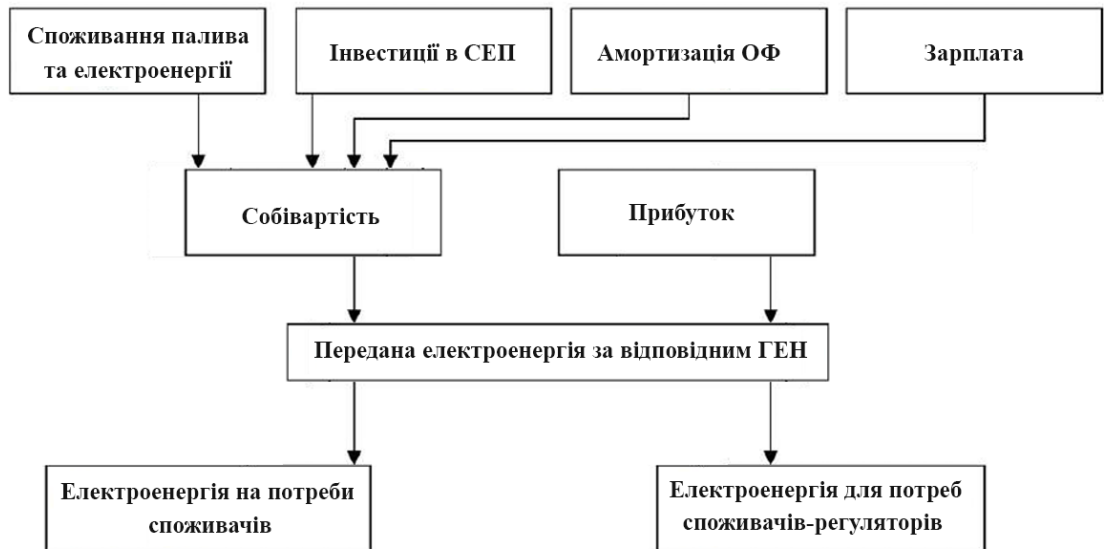 Споживання палива
та електроенергії
Інвестиції в СЕП
Амортизація ОФ
Зарплата
Собівартість
Прибуток
Передана електроенергія за відповідним ГЕН
Електроенергія на потреби
споживачів
Електроенергія для потреб
споживачів-регуляторів